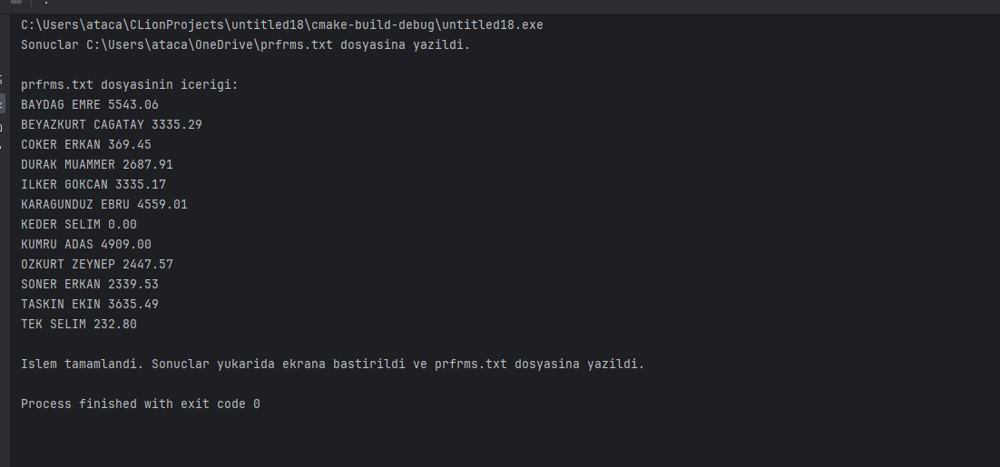 C:\Users\ataca\CLionProjects\untitled18\cmake-build-debug\untitled18.exe
Sonuclar C:\Users\ataca\OneDrive\prfrms.txt dosyasina yazildi.
prfrms.txt dosyasinin icerigi:
BAYDAG EMRE 5543.06
BEYAZKURT CAGATAY 3335.29
COKER ERKAN 369.45
DURAK MUAMMER 2687.91
ILKER GOKCAN 3335.17
KARAGUNDUZ EBRU 4559.01
KEDER SELIM 0.00
KUMRU ADAS 4909.00
OZKURT ZEYNEP 2447.57
SONER ERKAN 2339.53
TASKIN EKIN 3635.49
TEK SELIM 232.80
Islem tamamlandi. Sonuclar yukarida ekrana bastirildi ve prfrms.txt dosyasina yazildi.
Process finished with exit code 0